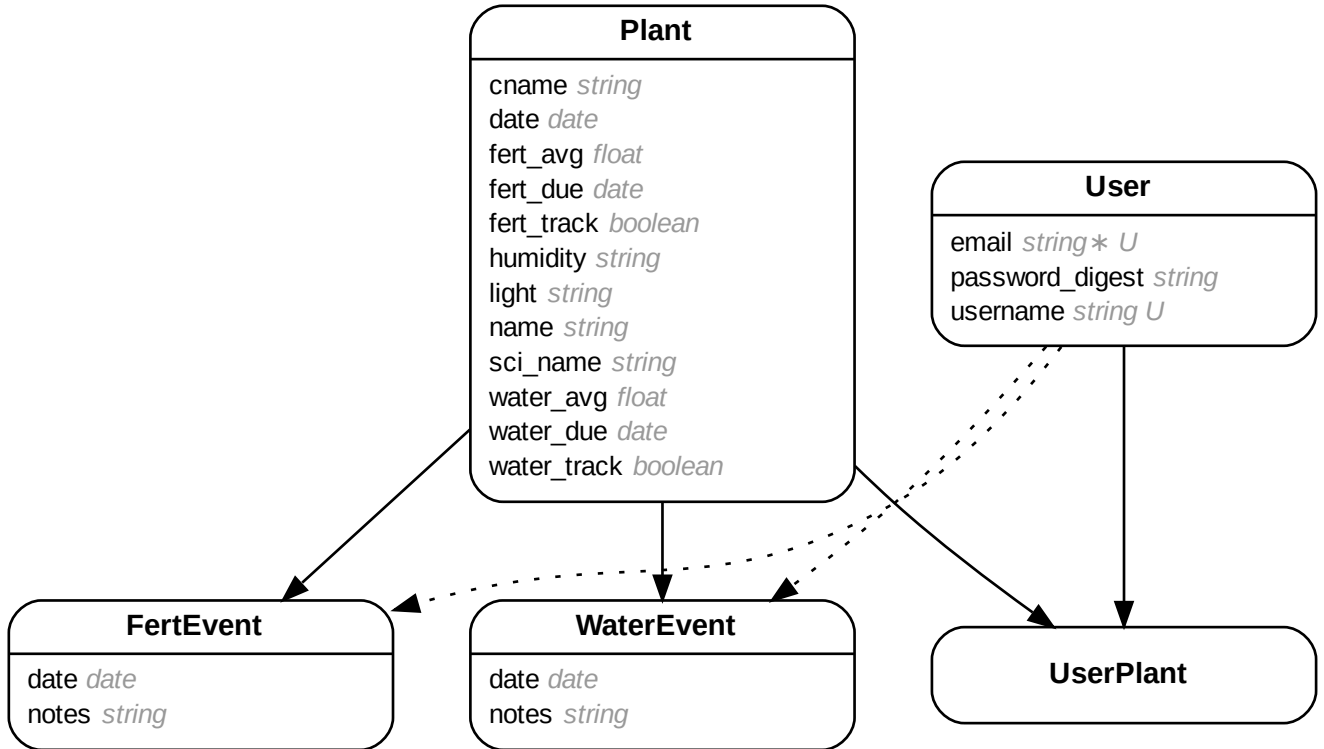 Plant
cname string
date date
fert_avg float
fert_due date
fert_track boolean
humidity string
light string
name string
sci_name string
water_avg float
water_due date
water_track boolean
User
email string∗ U
password_digest string
username string U
FertEvent
date date
notes string
WaterEvent
date date
notes string
UserPlant